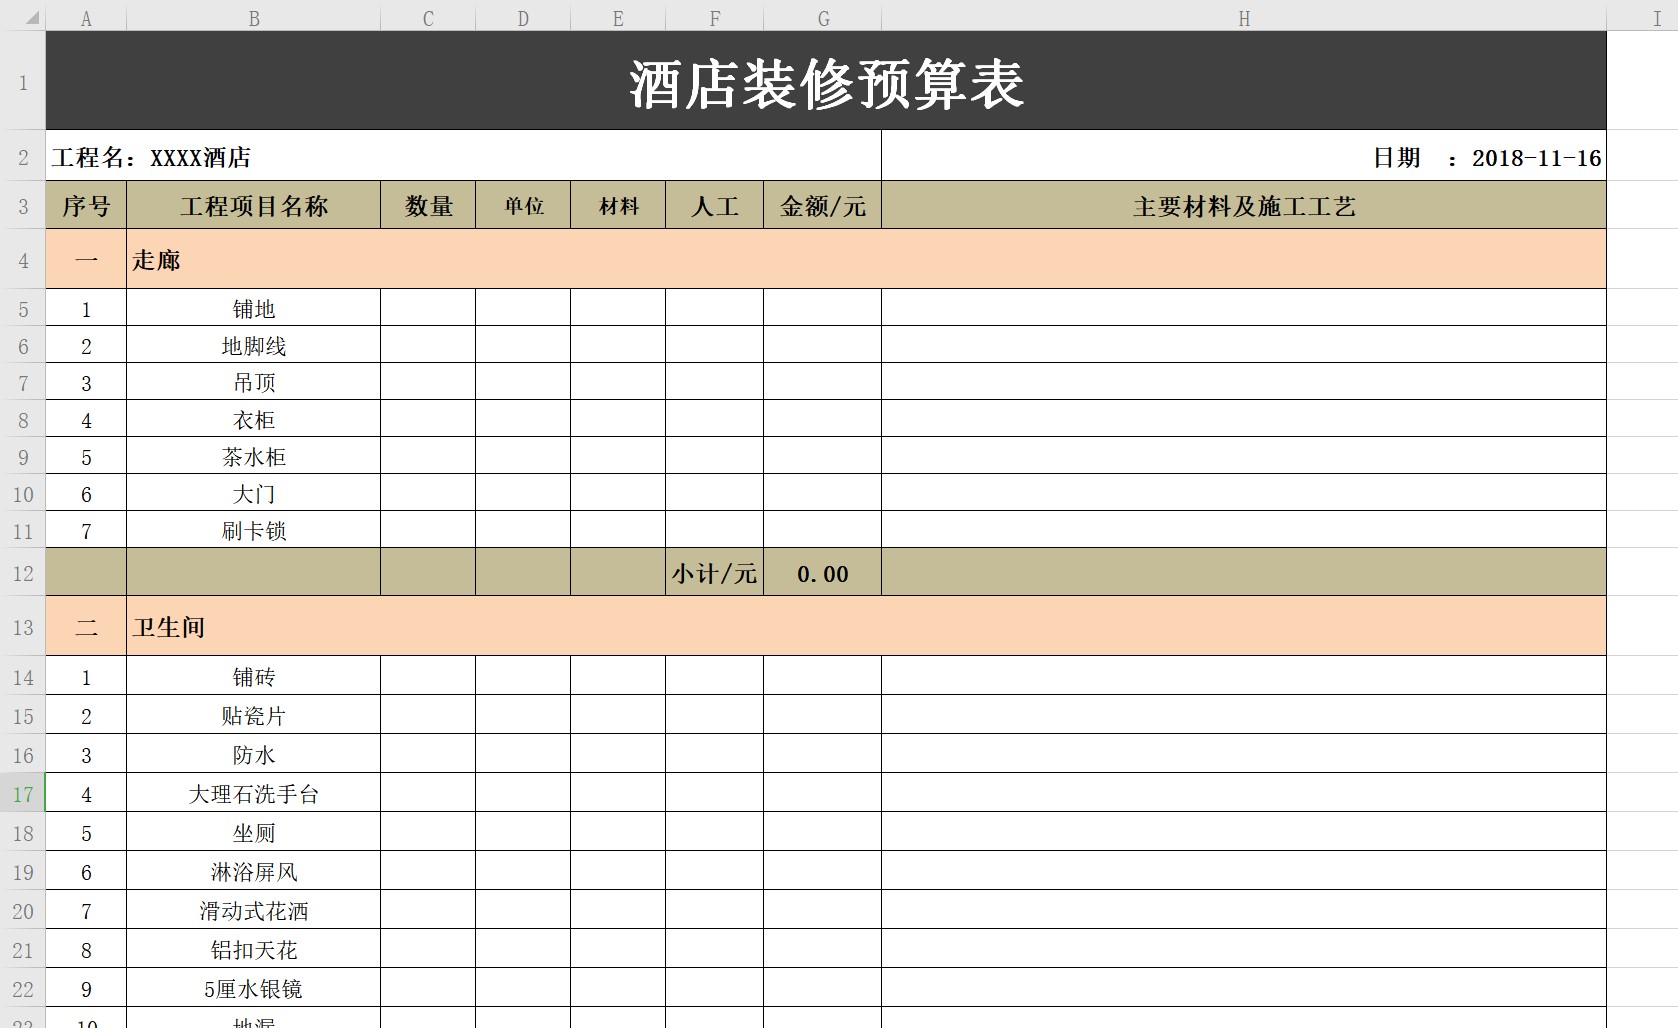 A B C D E F G H I
1 酒店装修预算表
2 工程名：XXXX酒店 日期 ：2018-11-16
3 序号 工程项目名称 数量 单位 材料 人工 金额/元 主要材料及施工工艺
4 一 走廊
5 1 铺地
6 2 地脚线
7 3 吊顶
8 4 衣柜
9 5 茶水柜
10 6 大门
11 7 刷卡锁
12 小计/元 0.00
13 二 卫生间
14 1 铺砖
15 2 贴瓷片
16 3 防水
17 4 大理石洗手台
18 5 坐厕
19 6 淋浴屏风
20 7 滑动式花洒
21 8 铝扣天花
22 9 5厘水银镜
23 10 地漏